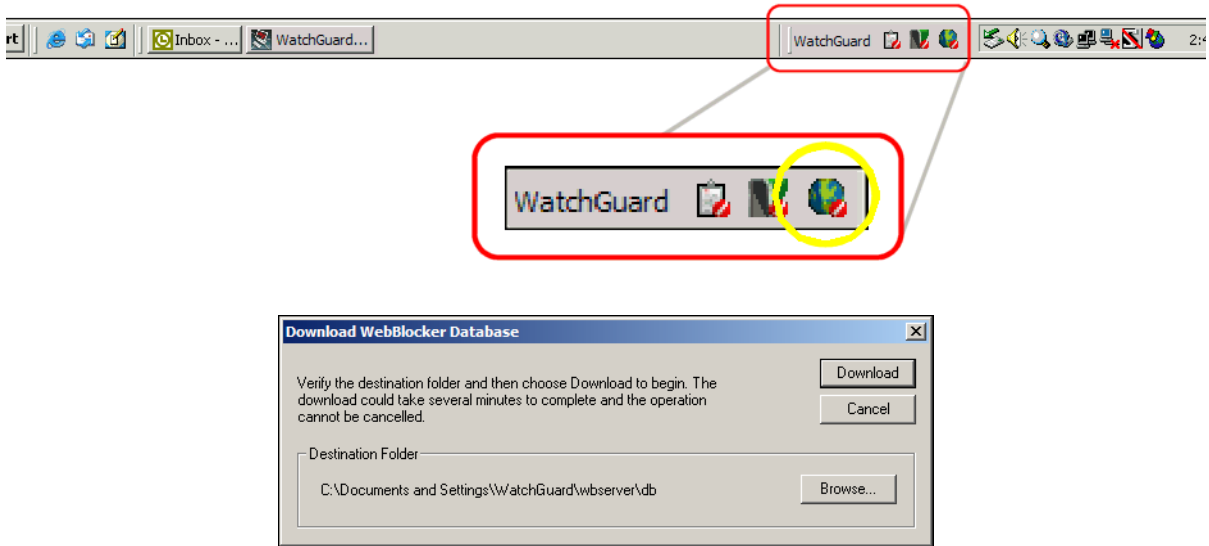 rt Inbox - ... WatchGuard... WatchGuard 2:4
WatchGuard
Download WebBlocker Database
Verify the destination folder and then choose Download to begin. The
download could take several minutes to complete and the operation
cannot be cancelled.
Download
Cancel
Destination Folder
C:\Documents and Settings\WatchGuard\wbserver\db
Browse...